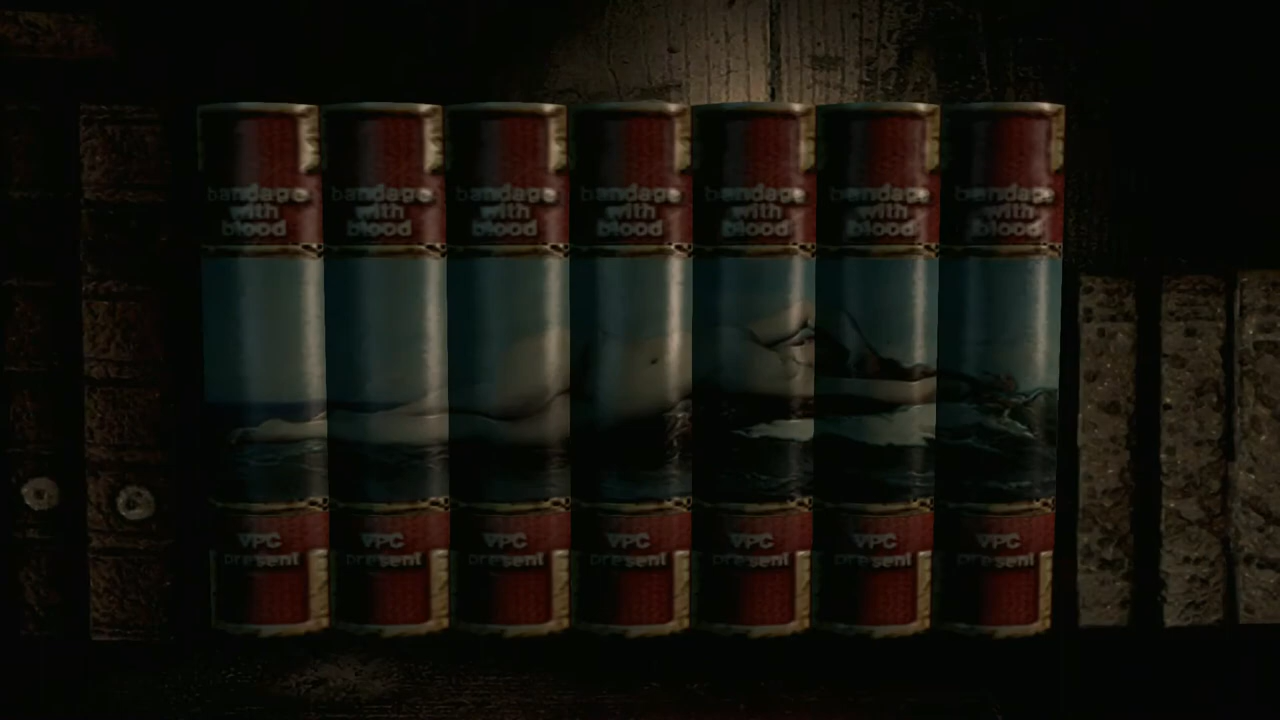 bandage
with
blood
bandage
with
blood
bandage
with
blood
bandage
with
blood
bandage
with
blood
bandage
with
blood
bandage
with
blood
VPC
present
VPC
present
VPC
present
VPC
present
VPC
present
VPC
present
VPC
present